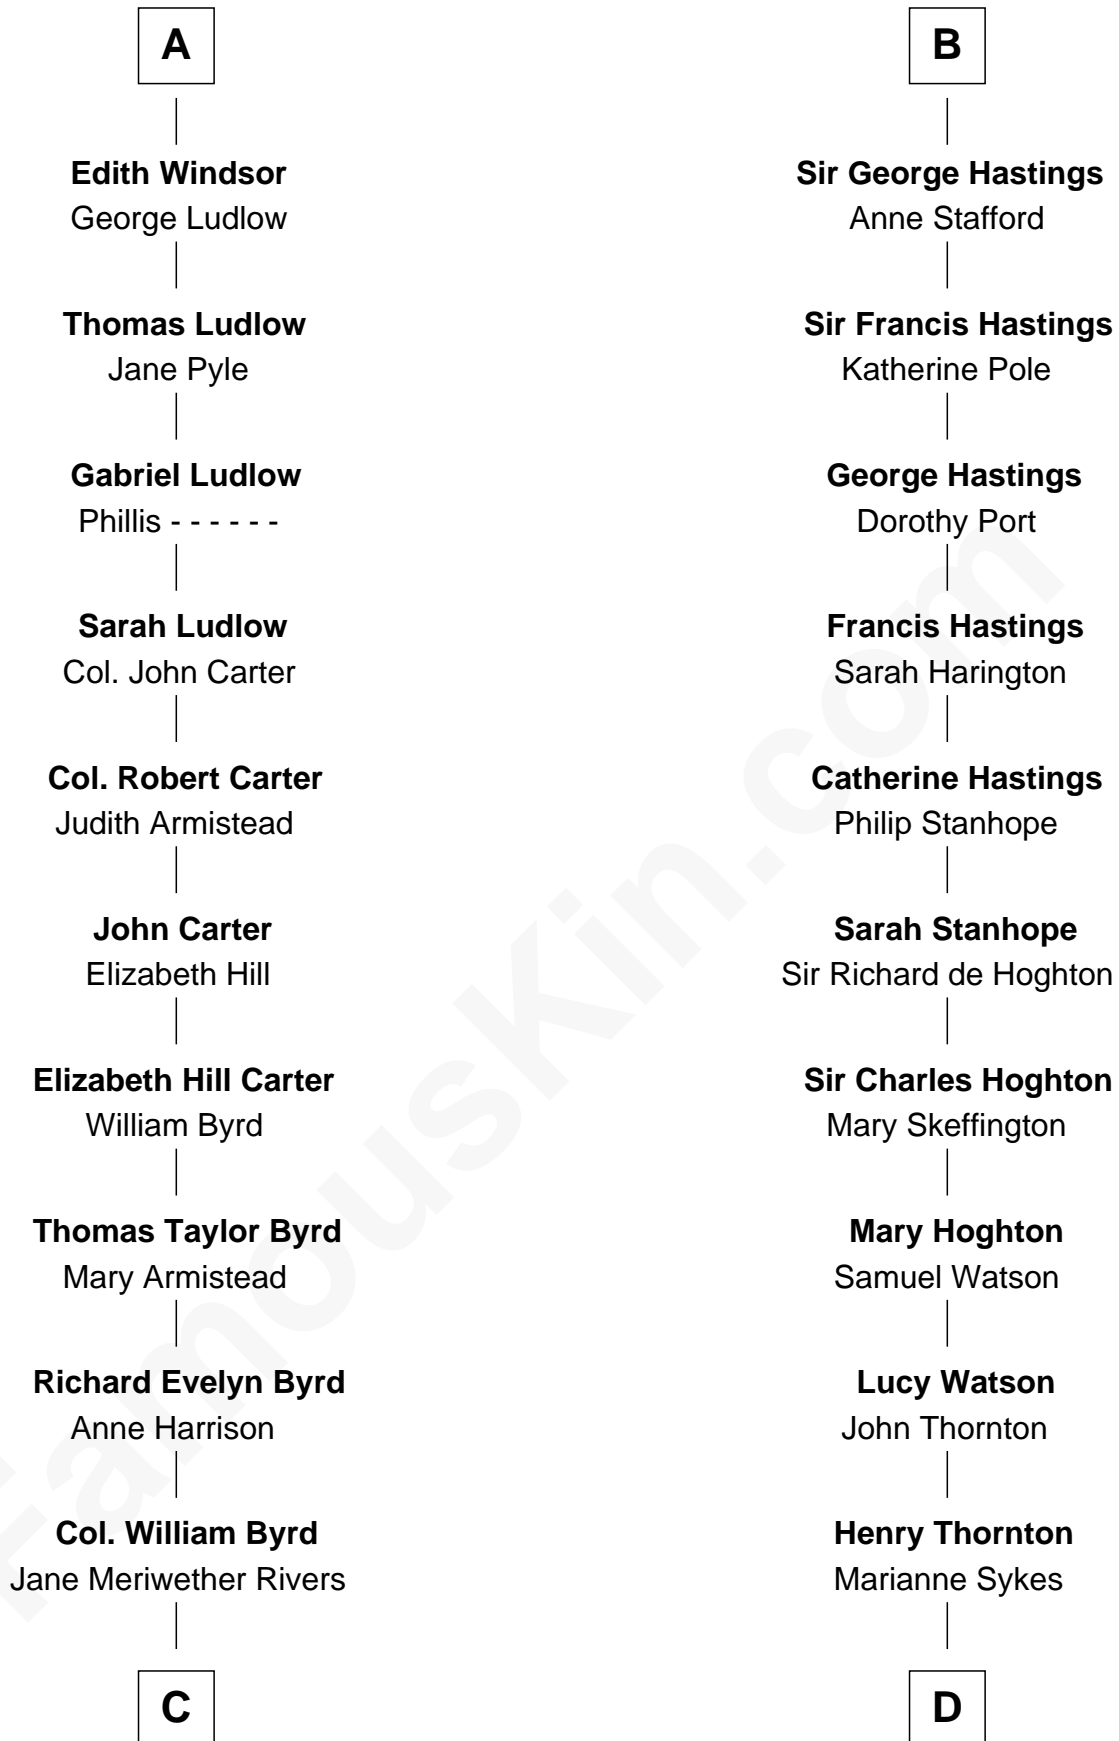 A
Edith Windsor
George Ludlow
Thomas Ludlow
Jane Pyle
Gabriel Ludlow
Phillis - - - - - -
Sarah Ludlow
Col. John Carter
Col. Robert Carter
Judith Armistead
John Carter
Elizabeth Hill
Elizabeth Hill Carter
William Byrd
Thomas Taylor Byrd
Mary Armistead
Richard Evelyn Byrd
Anne Harrison
Col. William Byrd
Jane Meriwether Rivers
C
B
Sir George Hastings
Anne Stafford
Sir Francis Hastings
Katherine Pole
George Hastings
Dorothy Port
Francis Hastings
Sarah Harington
Catherine Hastings
Philip Stanhope
Sarah Stanhope
Sir Richard de Hoghton
Sir Charles Hoghton
Mary Skeffington
Mary Hoghton
Samuel Watson
Lucy Watson
John Thornton
Henry Thornton
Marianne Sykes
D
FamousKin.com